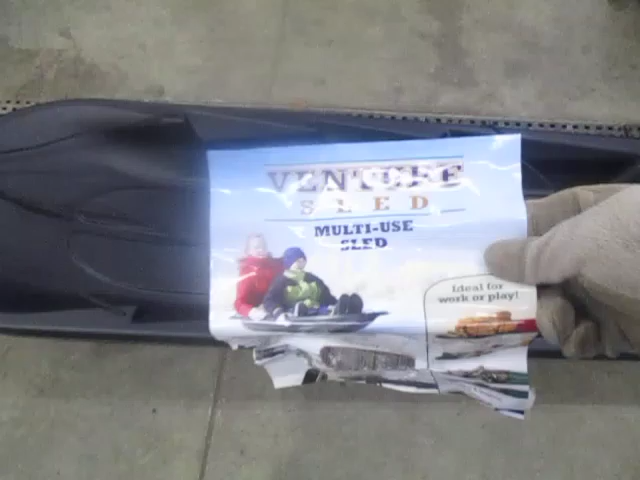 VENTURE
SLED
MULTI-USE
SLED
Ideal for
work or play!